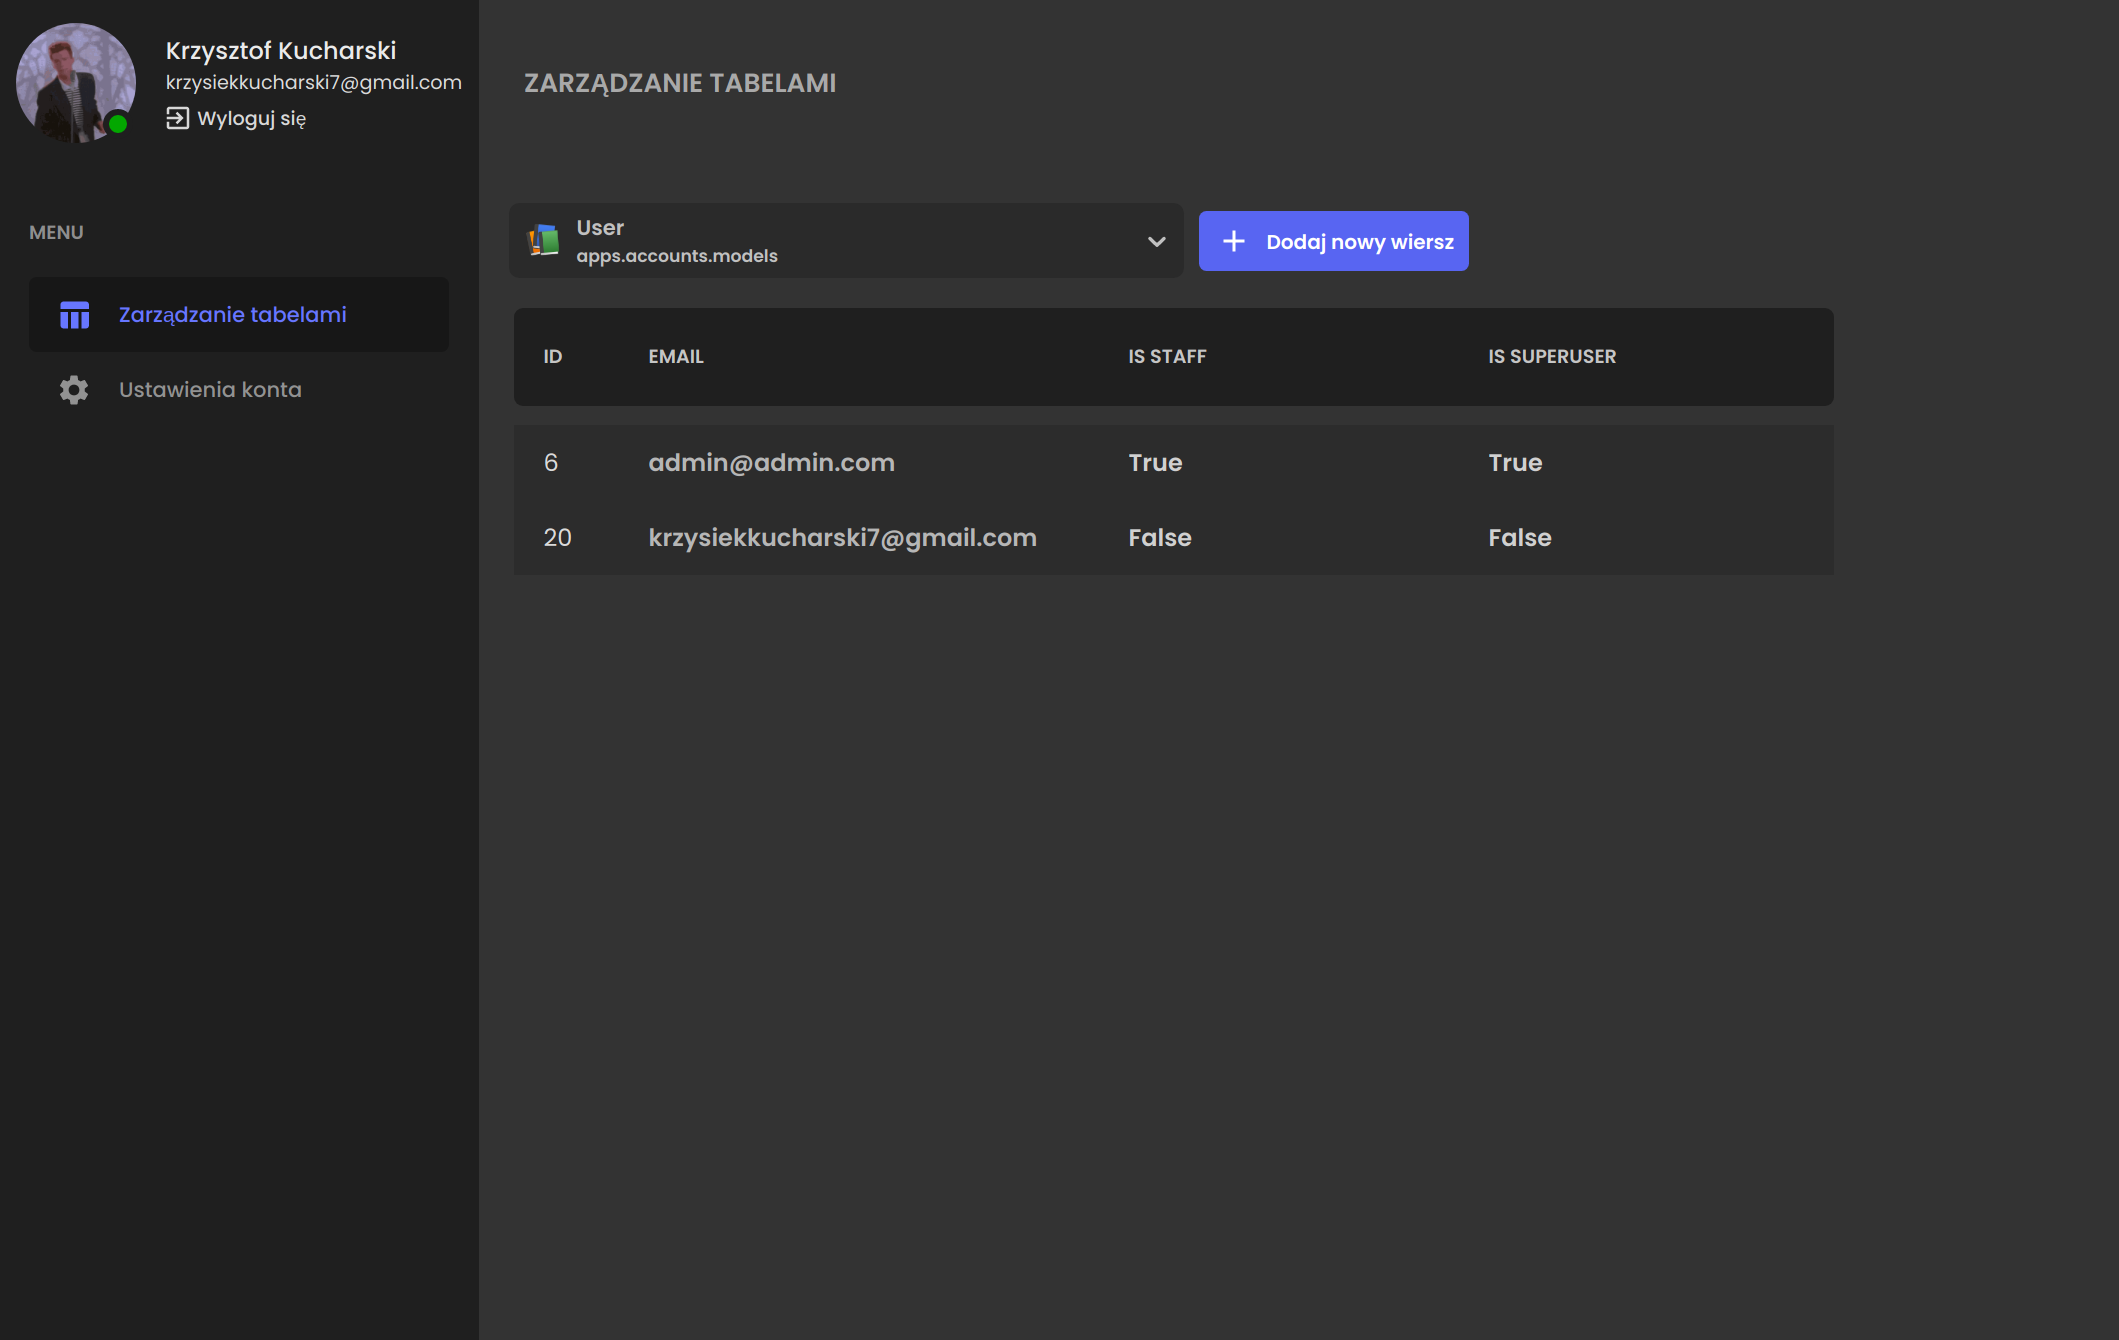 Krzysztof Kucharski
krzysiekkucharski7@gmail.com
Wyloguj się
MENU
Zarządzanie tabelami
Ustawienia konta
ZARZĄDZANIE TABELAMI
User
apps.accounts.models
Dodaj nowy wiersz
ID EMAIL IS STAFF IS SUPERUSER
6 admin@admin.com True True
20 krzysiekkucharski7@gmail.com False False